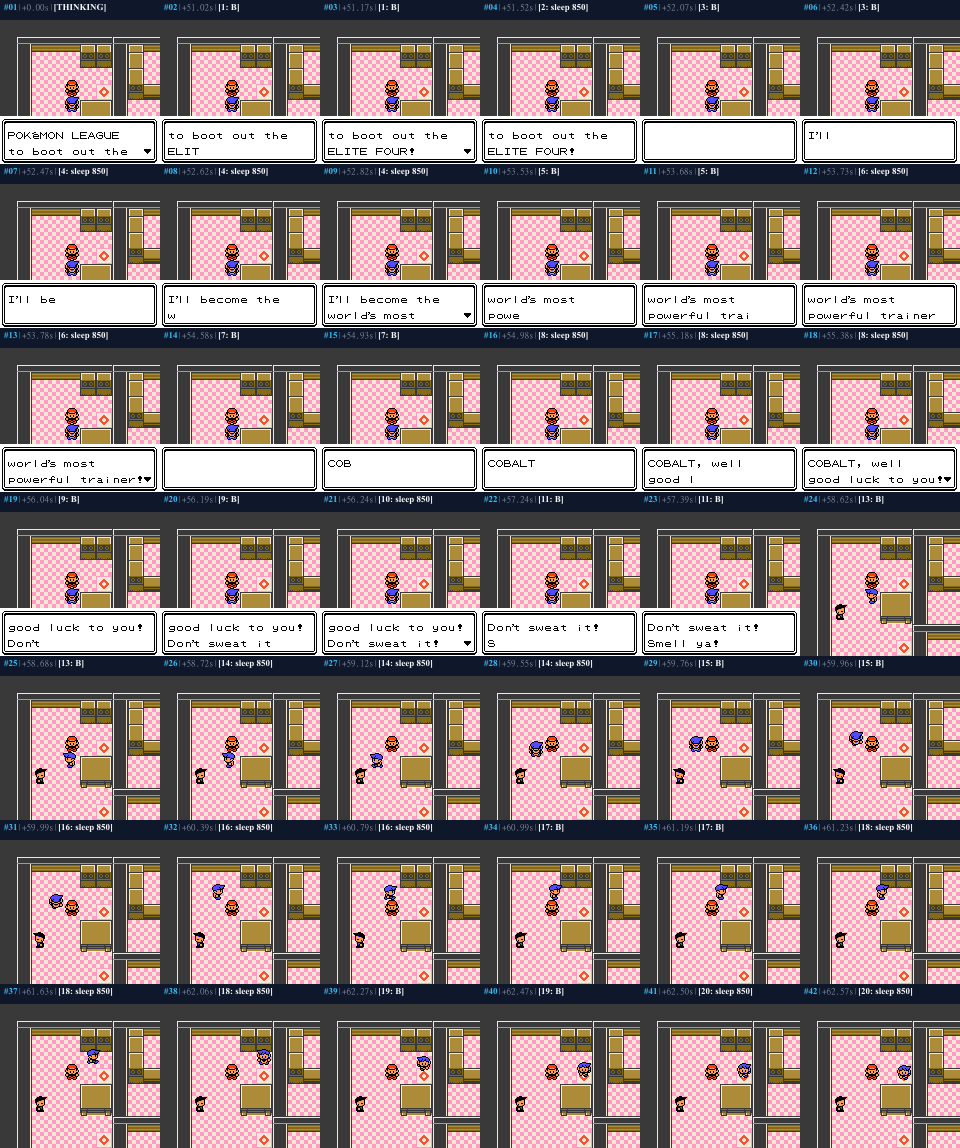 #01|+0.00s| [THINKING]
#02|+51.02s| [1: B]
#03|+51.17s| [1: B]
#04|+51.52s| [2: sleep 850]
#05|+52.07s| [3: B]
#06|+52.42s| [3: B]
POKéMON LEAGUE
to boot out the
to boot out the
ELIT
to boot out the
ELITE FOUR!
to boot out the
ELITE FOUR!
I'll
#07|+52.47s| [4: sleep 850]
#08|+52.62s| [4: sleep 850]
#09|+52.82s| [4: sleep 850]
#10|+53.53s| [5: B]
#11|+53.68s| [5: B]
#12|+53.73s| [6: sleep 850]
I'll be
I'll become the
w
I'll become the
world's most
world's most
powe
world's most
powerful trai
world's most
powerful trainer
#13|+53.78s| [6: sleep 850]
#14|+54.58s| [7: B]
#15|+54.93s| [7: B]
#16|+54.98s| [8: sleep 850]
#17|+55.18s| [8: sleep 850]
#18|+55.38s| [8: sleep 850]
world's most
powerful trainer!
COB
COBALT
COBALT, well
good l
COBALT, well
good luck to you!
#19|+56.04s| [9: B]
#20|+56.19s| [9: B]
#21|+56.24s| [10: sleep 850]
#22|+57.24s| [11: B]
#23|+57.39s| [11: B]
#24|+58.62s| [13: B]
good luck to you!
Don't
good luck to you!
Don't sweat it
good luck to you!
Don't sweat it!
Don't sweat it!
S
Don't sweat it!
Smell ya!
#25|+58.68s| [13: B]
#26|+58.72s| [14: sleep 850]
#27|+59.12s| [14: sleep 850]
#28|+59.55s| [14: sleep 850]
#29|+59.76s| [15: B]
#30|+59.96s| [15: B]
#31|+59.99s| [16: sleep 850]
#32|+60.39s| [16: sleep 850]
#33|+60.79s| [16: sleep 850]
#34|+60.99s| [17: B]
#35|+61.19s| [17: B]
#36|+61.23s| [18: sleep 850]
#37|+61.63s| [18: sleep 850]
#38|+62.06s| [18: sleep 850]
#39|+62.27s| [19: B]
#40|+62.47s| [19: B]
#41|+62.50s| [20: sleep 850]
#42|+62.57s| [20: sleep 850]